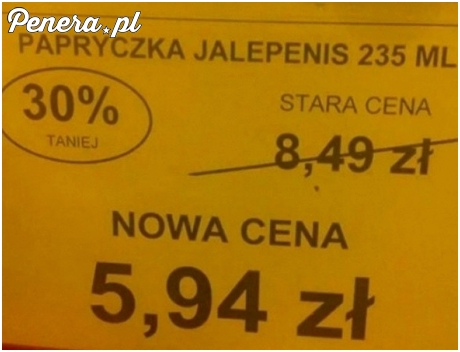 Penera.pl
PAPRYCZKA JALEPENIS 235 ML
30%
TANIEJ
STARA CENA
8,49 zł
NOWA CENA
5,94 zł